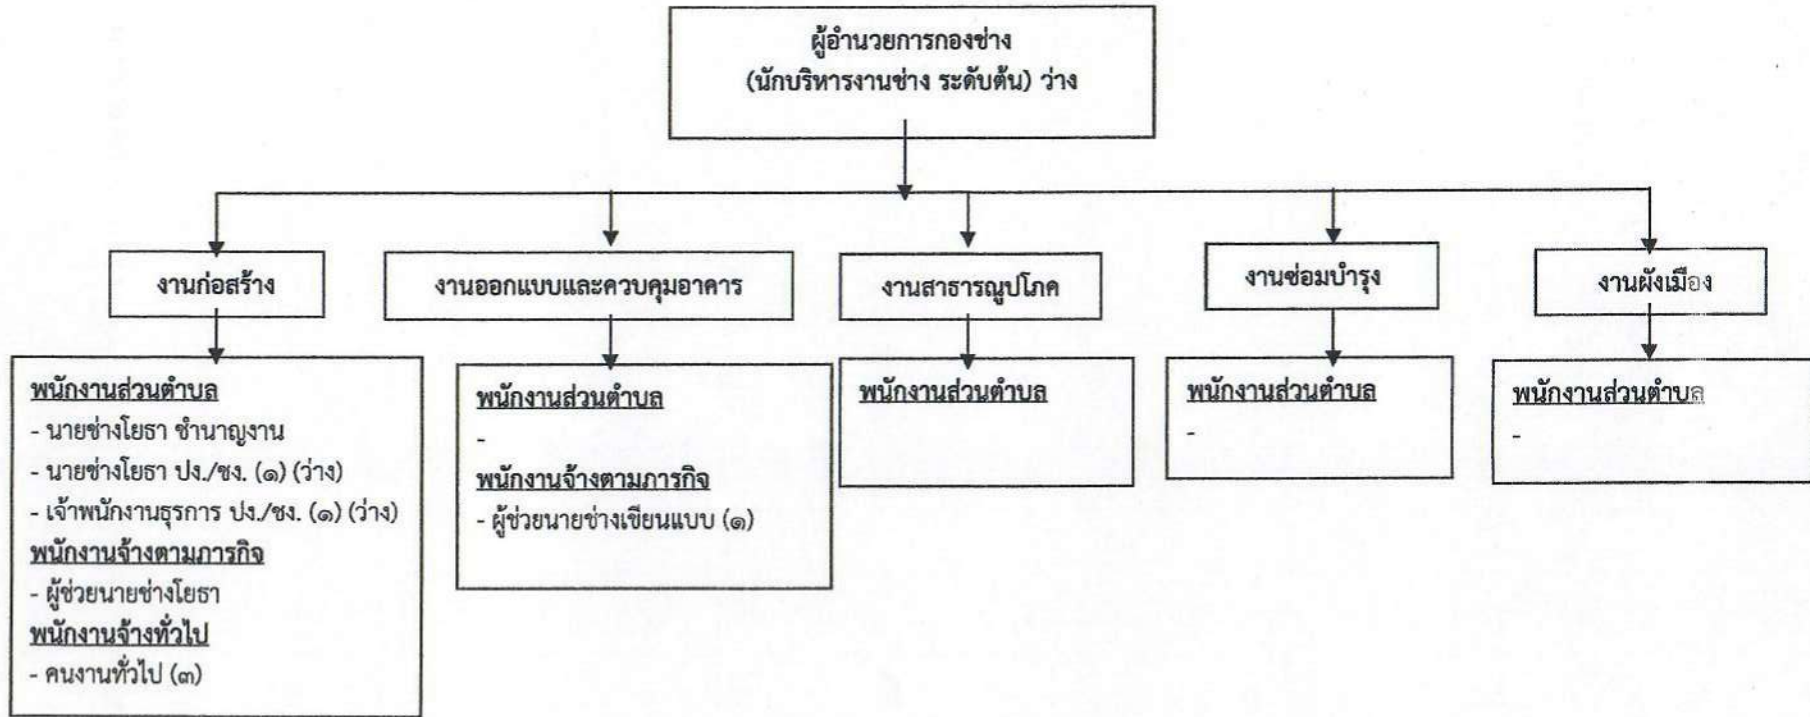 ผู้อำนวยการกองช่าง
(นักบริหารงานช่าง ระดับต้น) ว่าง
งานก่อสร้าง
งานออกแบบและควบคุมอาคาร
งานสาธารณูปโภค
งานซ่อมบำรุง
งานผังเมือง
พนักงานส่วนตำบล
- นายช่างโยธา ชำนาญงาน
- นายช่างโยธา ปง./ชง. (๑) (ว่าง)
- เจ้าพนักงานธุรการ ปง./ชง. (๑) (ว่าง)
พนักงานจ้างตามภารกิจ
- ผู้ช่วยนายช่างโยธา
พนักงานจ้างทั่วไป
- คนงานทั่วไป (๓)
พนักงานส่วนตำบล
-
พนักงานจ้างตามภารกิจ
- ผู้ช่วยนายช่างเขียนแบบ (๑)
พนักงานส่วนตำบล
พนักงานส่วนตำบล
-
พนักงานส่วนตำบล
-